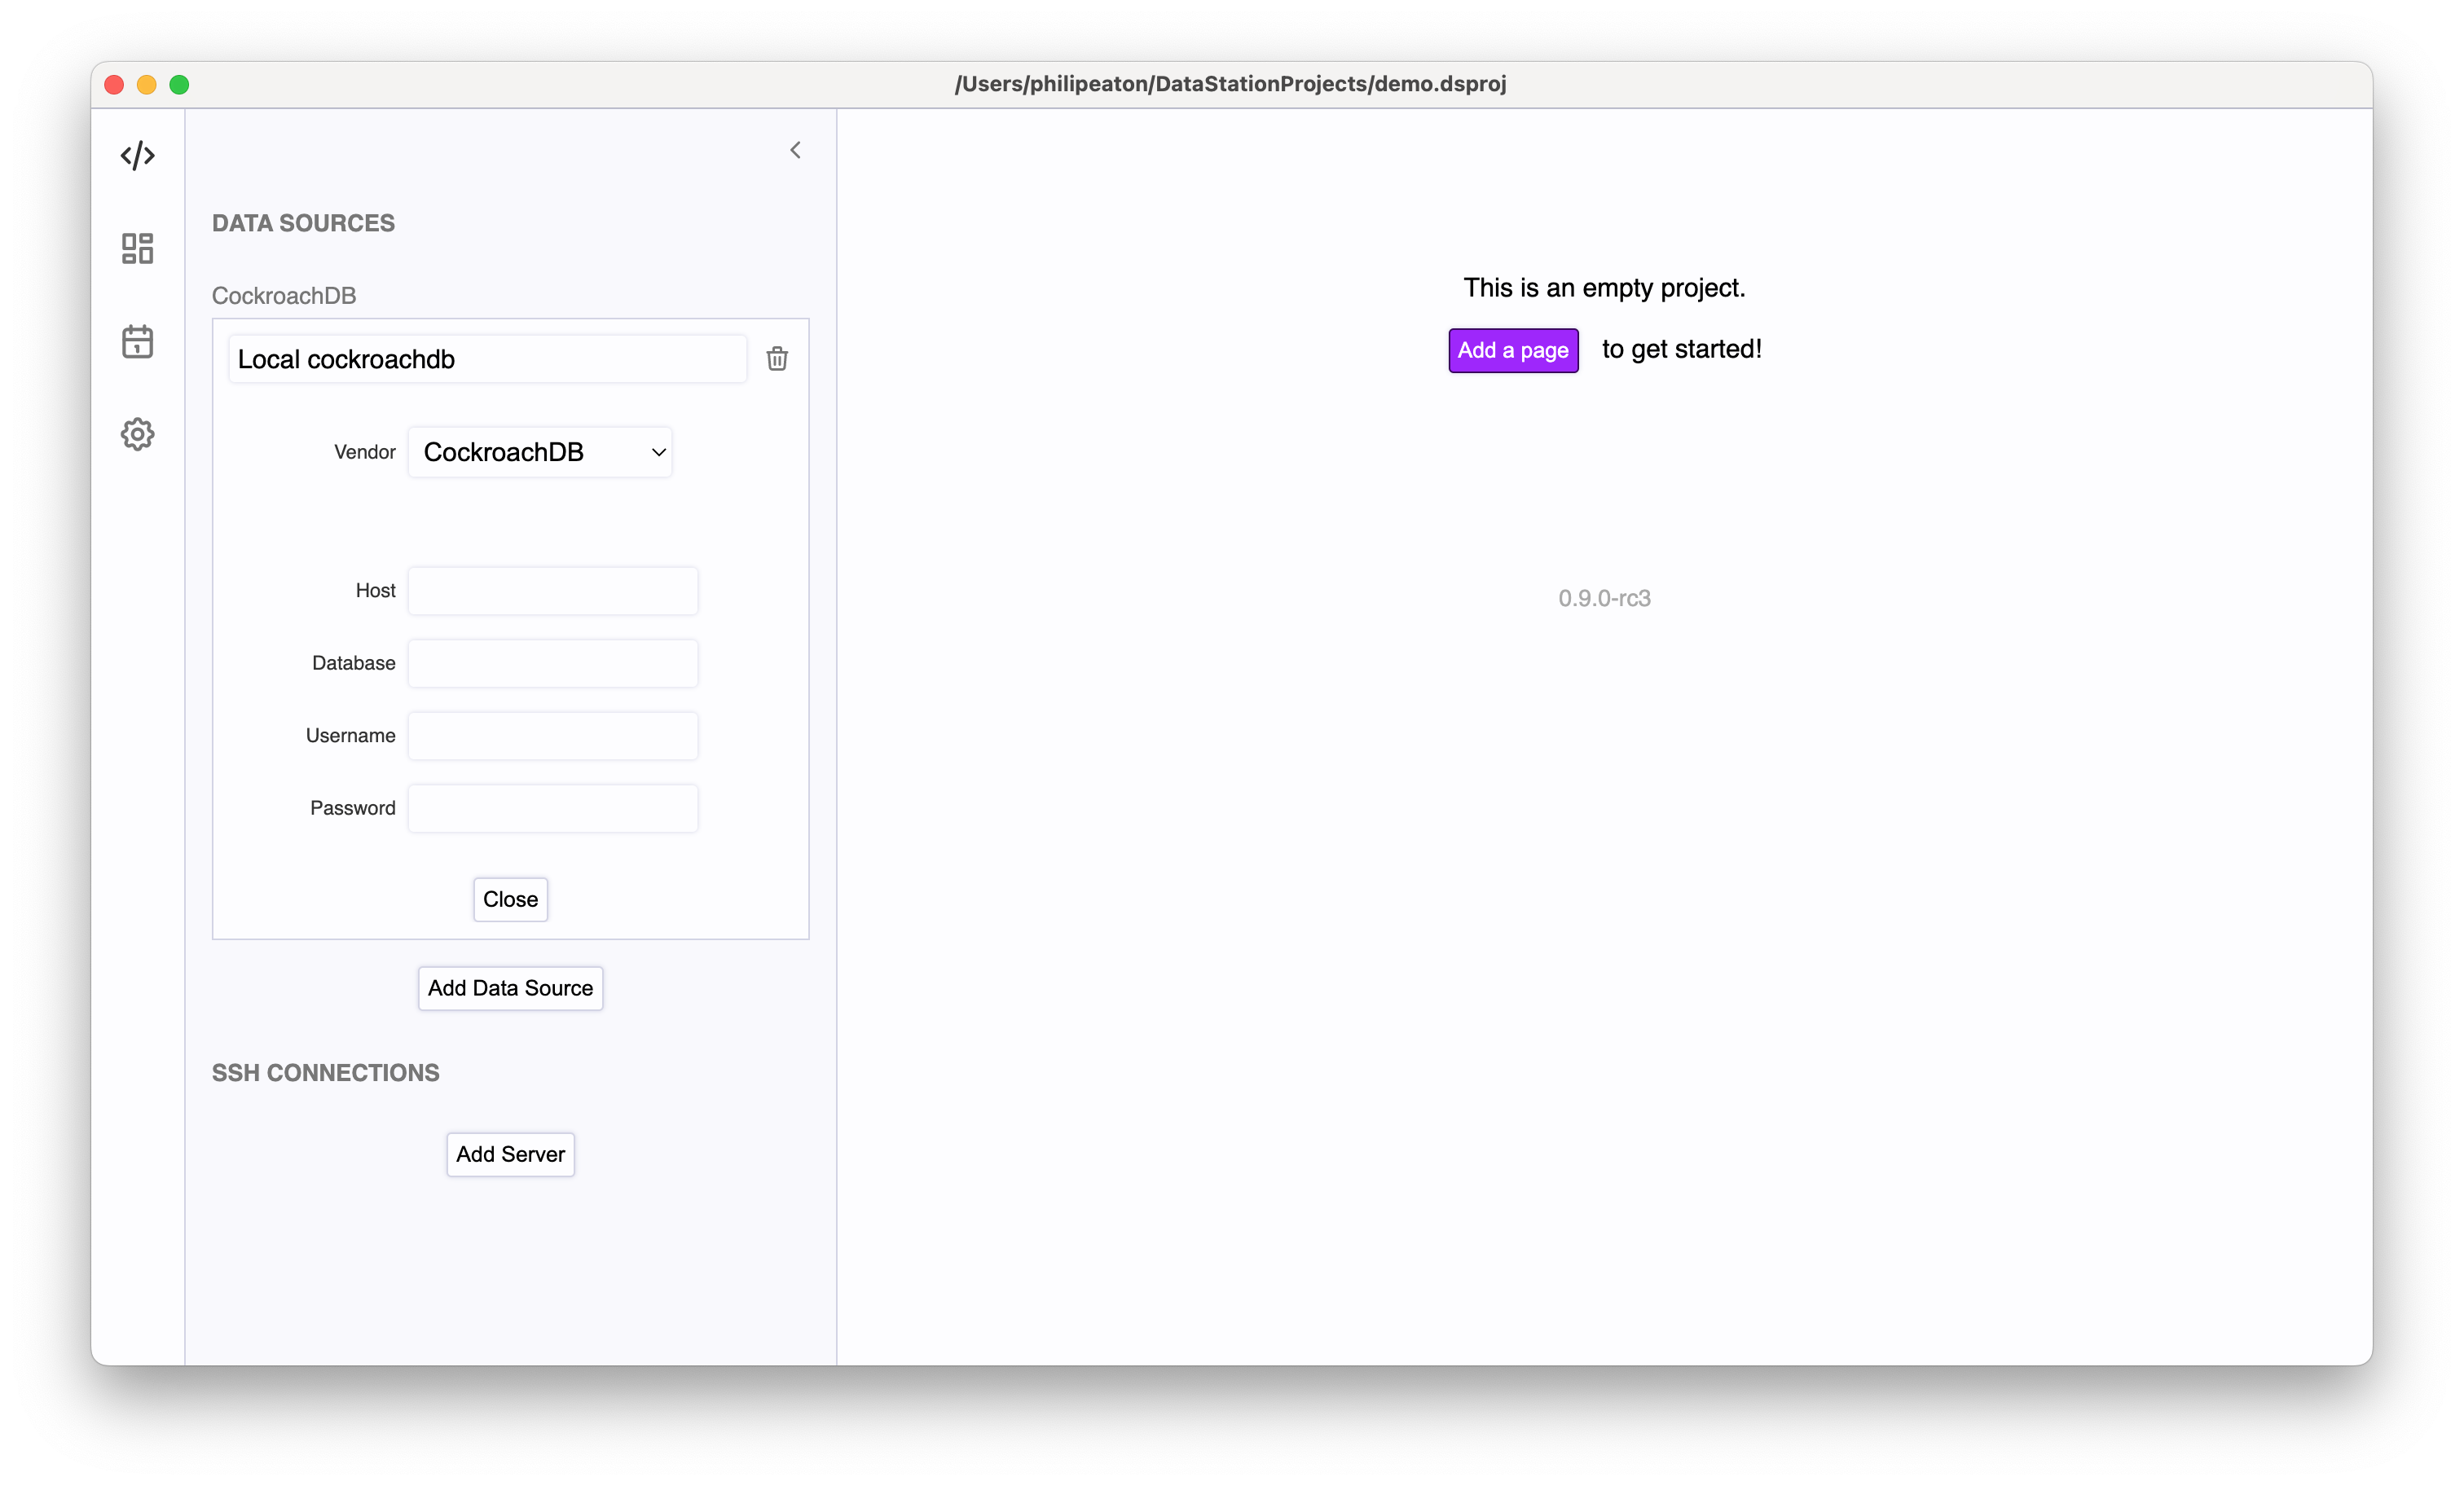 /Users/philipeaton/DataStationProjects/demo.dsproj
DATA SOURCES
CockroachDB
Local cockroachdb
Vendor CockroachDB
Host
Database
Username
Password
Close
Add Data Source
SSH CONNECTIONS
Add Server
This is an empty project.
Add a page to get started!
0.9.0-rc3
1